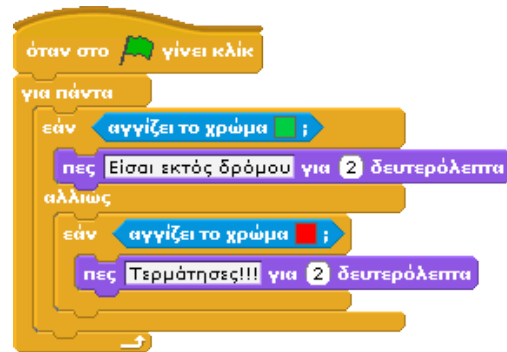 όταν στο γίνει κλίκ
για πάντα
εάν αγγίζει το χρώμα ;
πες Είσαι εκτός δρόμου για 2 δευτερόλεπτα
αλλιώς
εάν αγγίζει το χρώμα ;
πες Τερμάτησες!!! για 2 δευτερόλεπτα